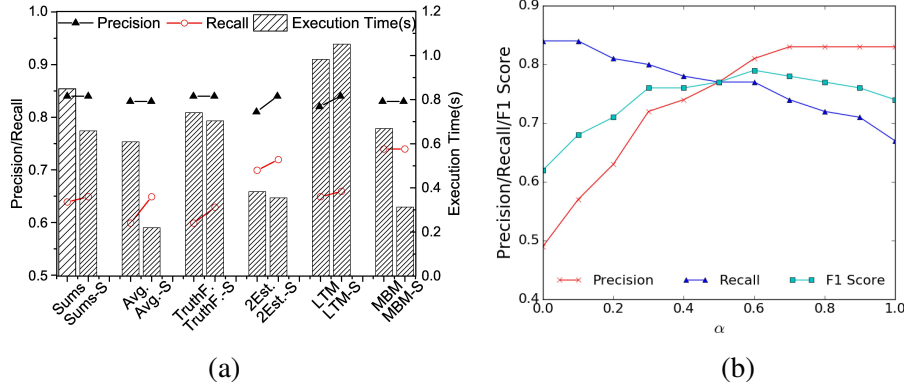 Precision Recall Execution Time(s)
1.0
0.9
0.8
0.7
0.6
0.5
Precision/Recall
1.2
1.0
0.8
0.6
0.4
0.2
0.0
Execution Time(s)
Sums
Sums-S
Avg.
Avg.-S
TruthF.
TruthF.-S
2Est.
2Est.-S
LTM
LTM-S
MBM
MBM-S
(a)
0.9
0.8
0.7
0.6
0.5
0.4
Precision/Recall/F1 Score
Precision Recall F1 Score
0.0 0.2 0.4 0.6 0.8 1.0
α
(b)